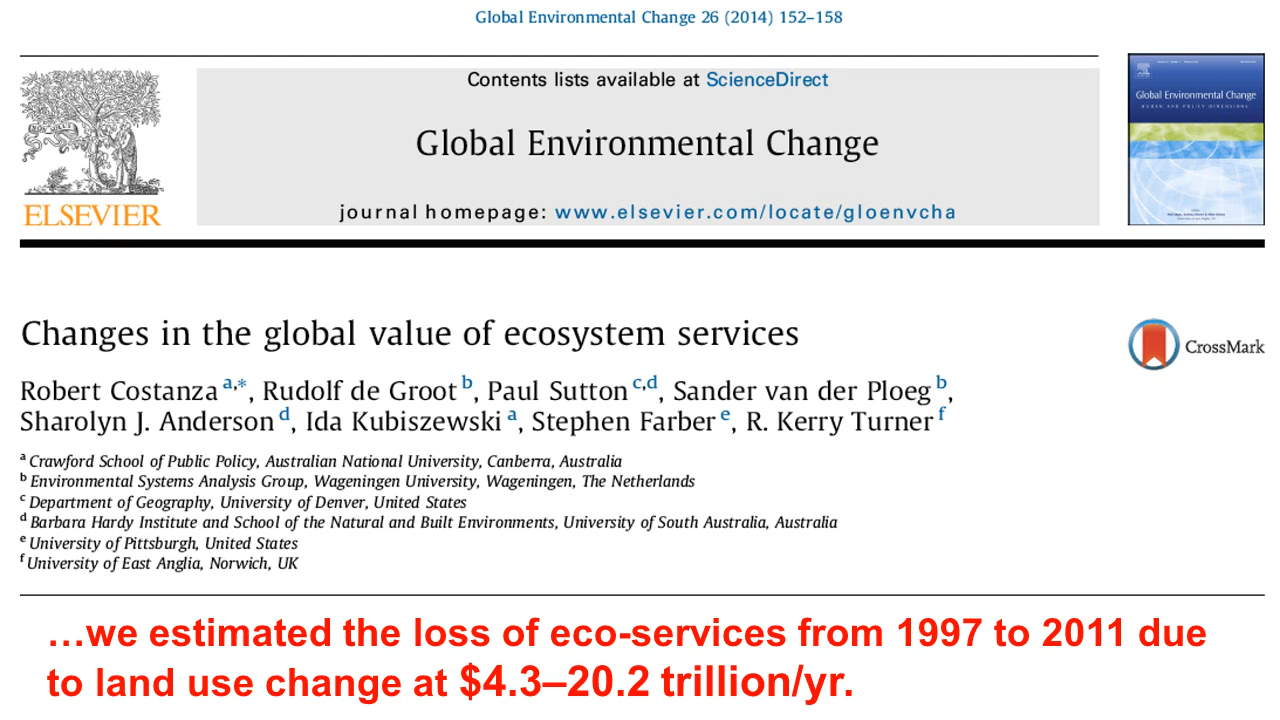 Global Environmental Change 26 (2014) 152–158
Contents lists available at ScienceDirect
Global Environmental Change
journal homepage: www.elsevier.com/locate/gloenvcha
ELSEVIER
Global Environmental Change
HUMAN AND POLICY DIMENSIONS
Changes in the global value of ecosystem services
CrossMark
Robert Costanza a,*, Rudolf de Groot b, Paul Sutton c,d, Sander van der Ploeg b,
Sharolyn J. Anderson d, Ida Kubiszewski a, Stephen Farber e, R. Kerry Turner f
a Crawford School of Public Policy, Australian National University, Canberra, Australia
b Environmental Systems Analysis Group, Wageningen University, Wageningen, The Netherlands
c Department of Geography, University of Denver, United States
d Barbara Hardy Institute and School of the Natural and Built Environments, University of South Australia, Australia
e University of Pittsburgh, United States
f University of East Anglia, Norwich, UK
…we estimated the loss of eco-services from 1997 to 2011 due
to land use change at $4.3–20.2 trillion/yr.